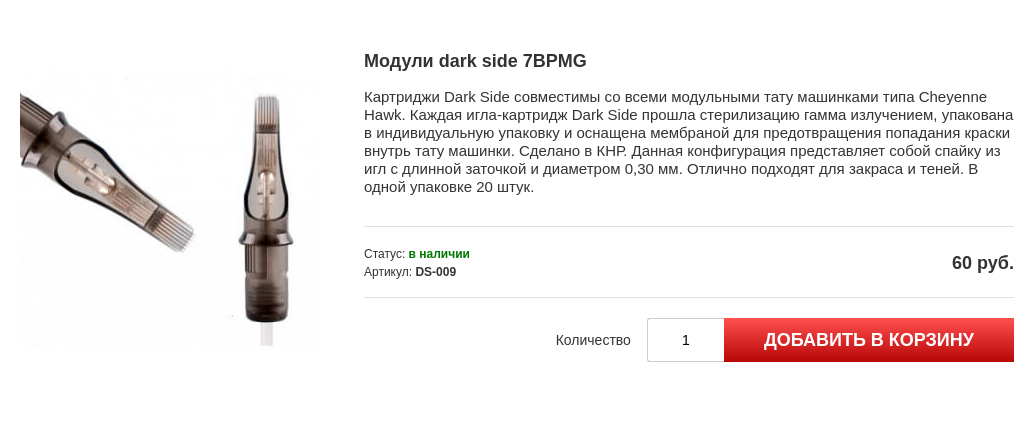 Модули dark side 7BPMG
Картриджи Dark Side совместимы со всеми модульными тату машинками типа Cheyenne
Hawk. Каждая игла-картридж Dark Side прошла стерилизацию гамма излучением, упакована
в индивидуальную упаковку и оснащена мембраной для предотвращения попадания краски
внутрь тату машинки. Сделано в КНР. Данная конфигурация представляет собой спайку из
игл с длинной заточкой и диаметром 0,30 мм. Отлично подходят для закраса и теней. В
одной упаковке 20 штук.
Статус: в наличии
Артикул: DS-009
60 руб.
Количество
1
ДОБАВИТЬ В КОРЗИНУ